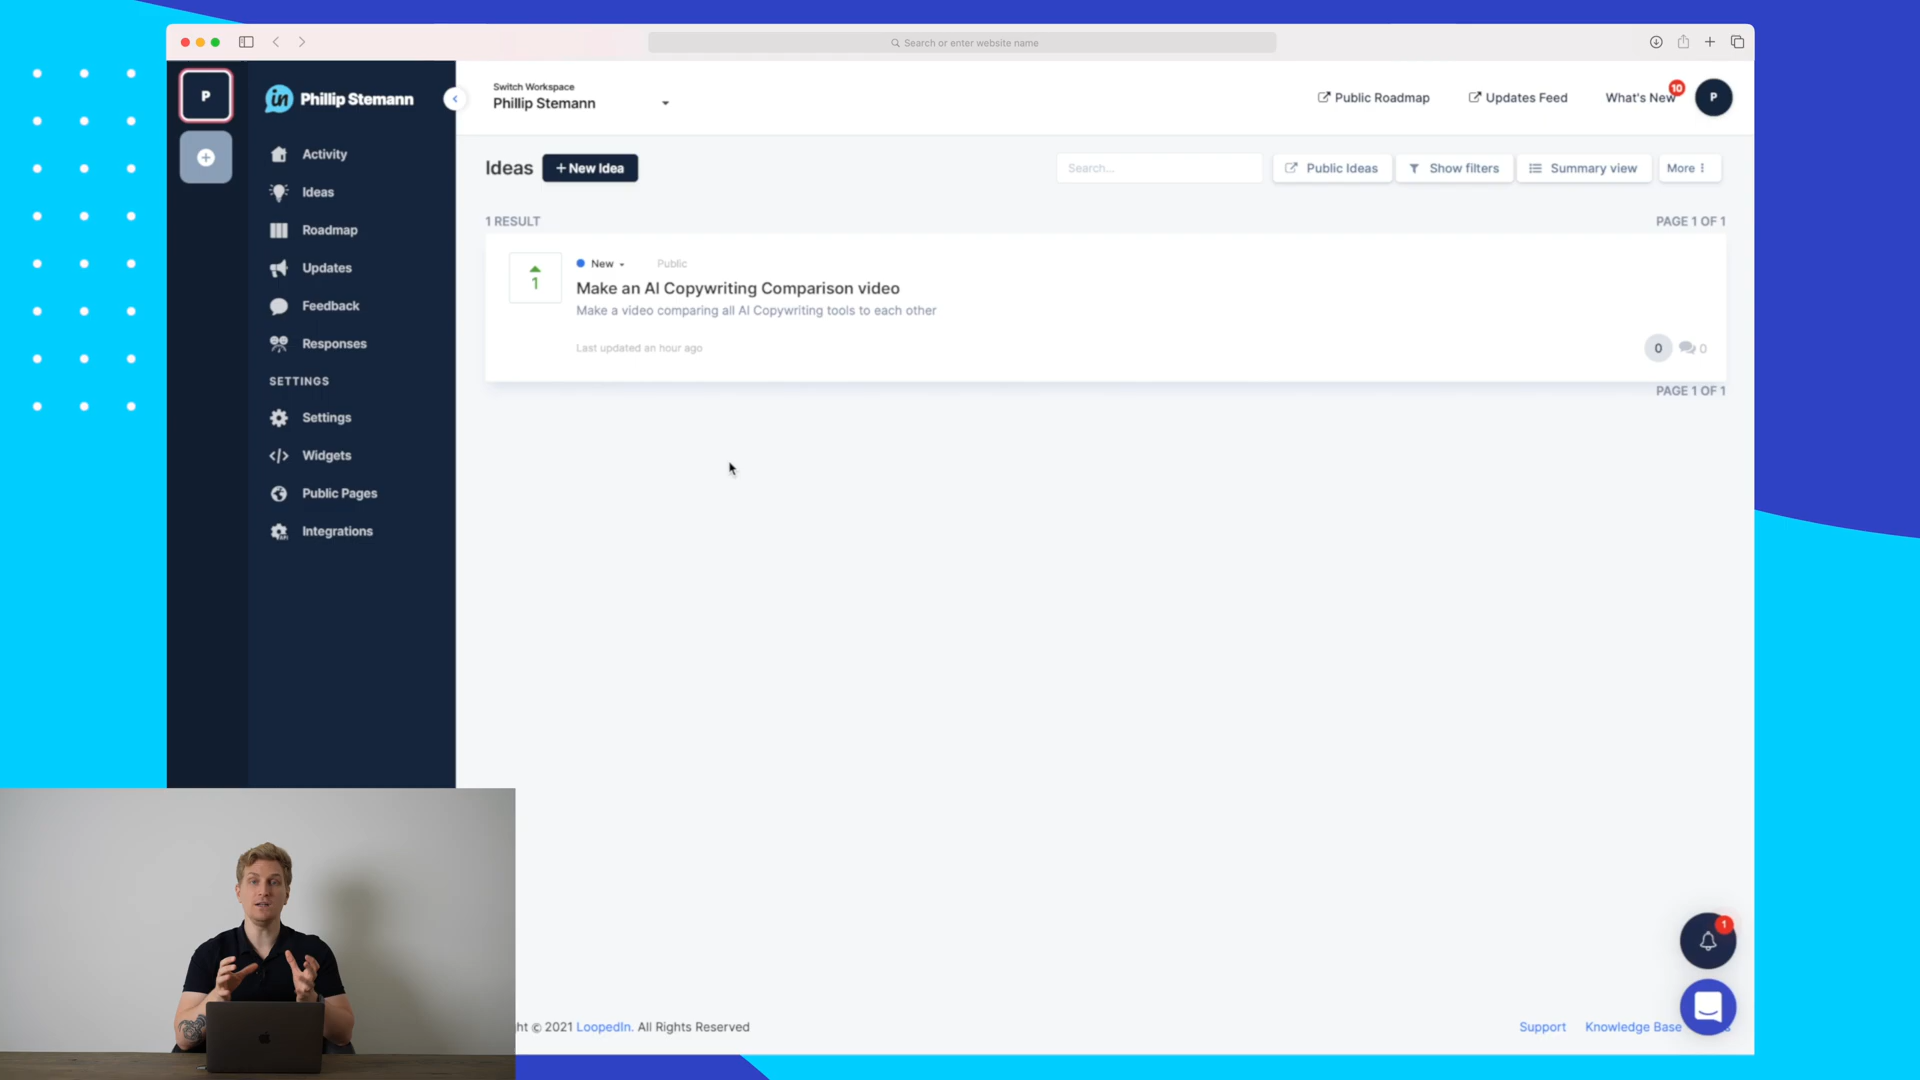 Search or enter website name
P
in Phillip Stemann
Switch Workspace
Phillip Stemann
Public Roadmap
Updates Feed
What's New
10
P
Activity
Ideas
Roadmap
Updates
Feedback
Responses
SETTINGS
Settings
Widgets
Public Pages
Integrations
Ideas
+ New Idea
Search...
Public Ideas
Show filters
Summary view
More
1 RESULT
PAGE 1 OF 1
1
New
Public
Make an AI Copywriting Comparison video
Make a video comparing all AI Copywriting tools to each other
Last updated an hour ago
0
0
PAGE 1 OF 1
1
ht © 2021 LoopedIn. All Rights Reserved
Support
Knowledge Base